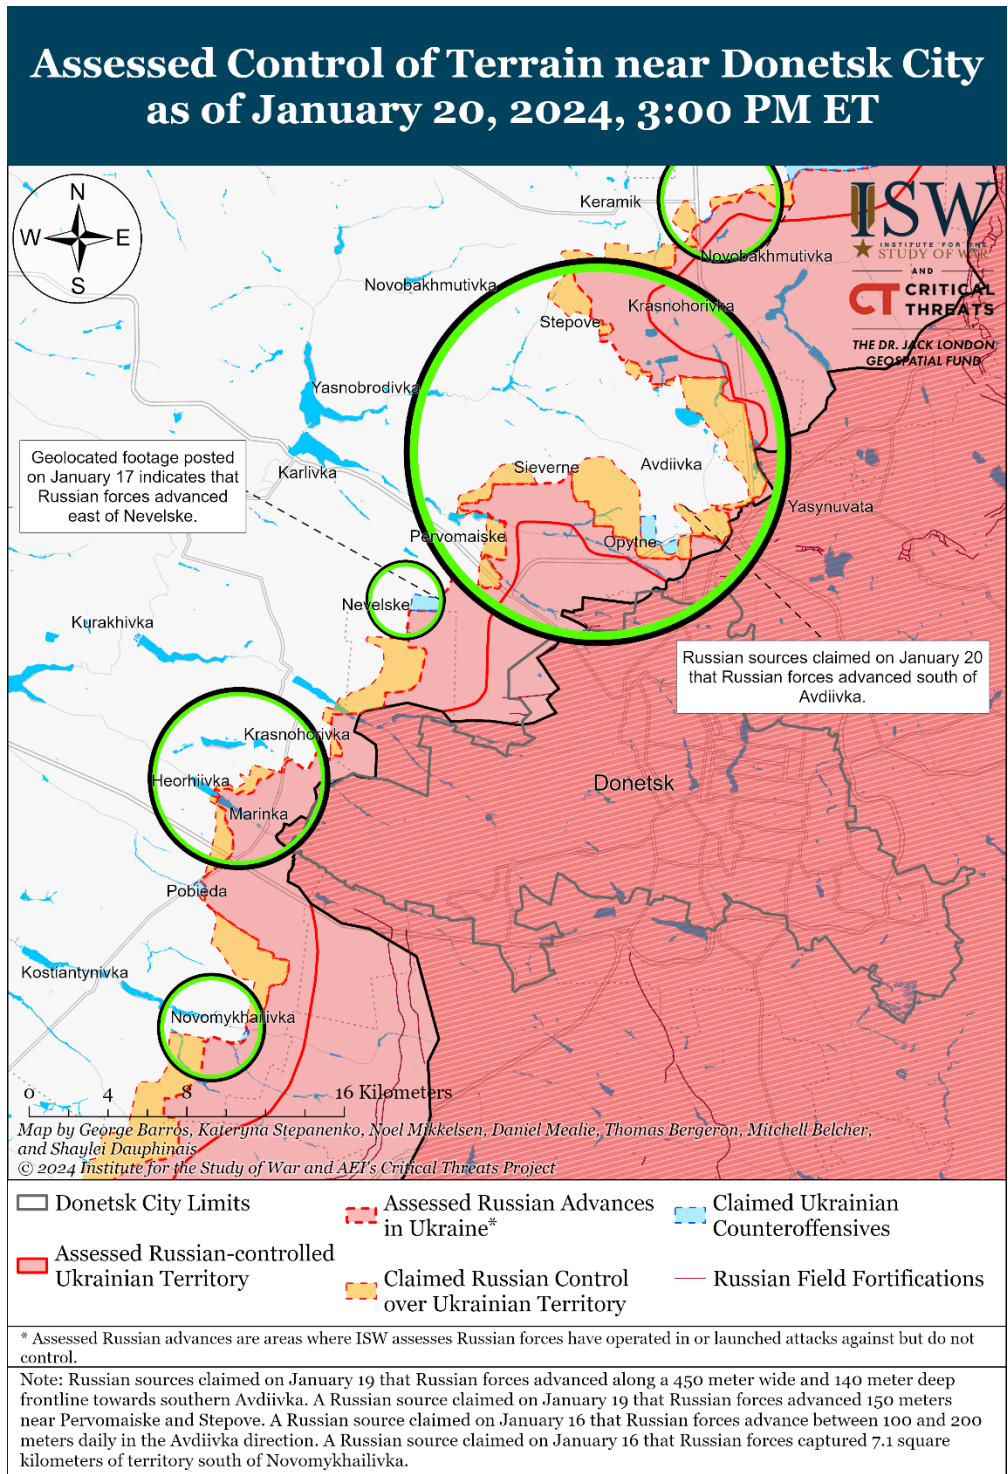 Assessed Control of Terrain near Donetsk City
as of January 20, 2024, 3:00 PM ET
N
W
E
S
Keramik
ISW
INSTITUTE FOR THE
STUDY OF WAR
AND
CT CRITICAL
THREATS
THE DR. JACK LONDON
GEOSPATIAL FUND
Novobakhmutivka
Novobakhmutivka
Krasnohorivka
Stepove
Yasnobrodivka
Geolocated footage posted
on January 17 indicates that
Russian forces advanced
east of Nevelske.
Karlivka
Sieverne
Avdiivka
Yasynuvata
Pervomaiske
Opytne
Nevelske
Kurakhivka
Russian sources claimed on January 20
that Russian forces advanced south of
Avdiivka.
Krasnohorivka
Heorhiivka
Marinka
Donetsk
Pobieda
Kostiantynivka
Novomykhailivka
0
4
8
16 Kilometers
Map by George Barros, Kateryna Stepanenko, Noel Mikkelsen, Daniel Mealie, Thomas Bergeron, Mitchell Belcher,
and Shaylei Dauphinais
© 2024 Institute for the Study of War and AEI's Critical Threats Project
Donetsk City Limits
Assessed Russian-controlled
Ukrainian Territory
Assessed Russian Advances
in Ukraine*
Claimed Russian Control
over Ukrainian Territory
Claimed Ukrainian
Counteroffensives
Russian Field Fortifications
* Assessed Russian advances are areas where ISW assesses Russian forces have operated in or launched attacks against but do not
control.
Note: Russian sources claimed on January 19 that Russian forces advanced along a 450 meter wide and 140 meter deep
frontline towards southern Avdiivka. A Russian source claimed on January 19 that Russian forces advanced 150 meters
near Pervomaiske and Stepove. A Russian source claimed on January 16 that Russian forces advance between 100 and 200
meters daily in the Avdiivka direction. A Russian source claimed on January 16 that Russian forces captured 7.1 square
kilometers of territory south of Novomykhailivka.